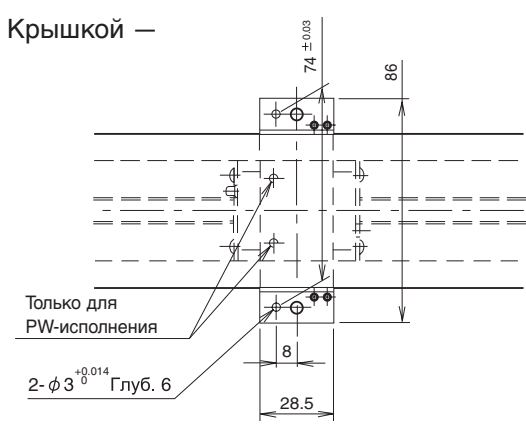 Крышкой —
74 ± 0.03
86
Только для
PW-исполнения
2-ϕ3 +0.014 0 Глуб. 6
8
28.5